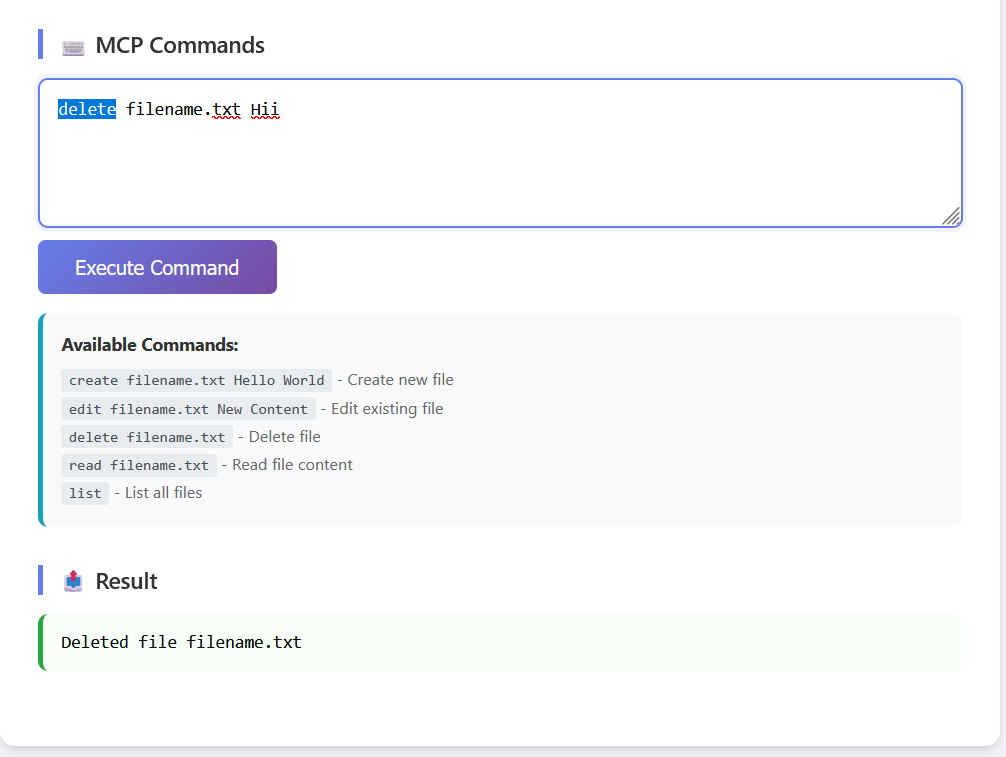 MCP Commands
delete filename.txt Hii
Execute Command
Available Commands:
create filename.txt Hello World - Create new file
edit filename.txt New Content - Edit existing file
delete filename.txt - Delete file
read filename.txt - Read file content
list - List all files
Result
Deleted file filename.txt